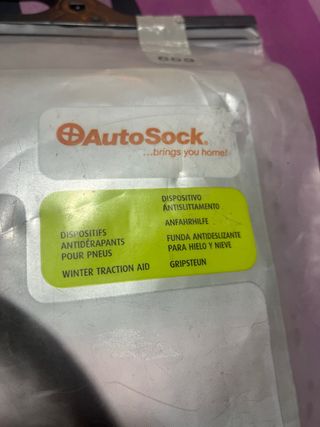 699
AutoSock®
...brings you home!
DISPOSITIVO
ANTISLITTAMENTO
ANFAHRHILFE
DISPOSITIFS
ANTIDÉRAPANTS
POUR PNEUS
FUNDA ANTIDESLIZANTE
PARA HIELO Y NIEVE
WINTER TRACTION AID
GRIPSTEUN